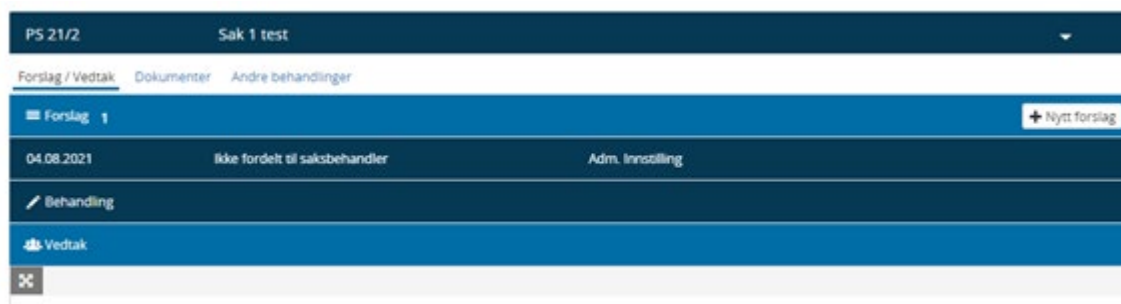 PS 21/2 Sak 1 test
Forslag / Vedtak Dokumenter Andre behandlinger
Forslag 1 Nytt forslag
04.08.2021 Ikke fordelt til saksbehandler Adm. Innstilling
Behandling
Vedtak